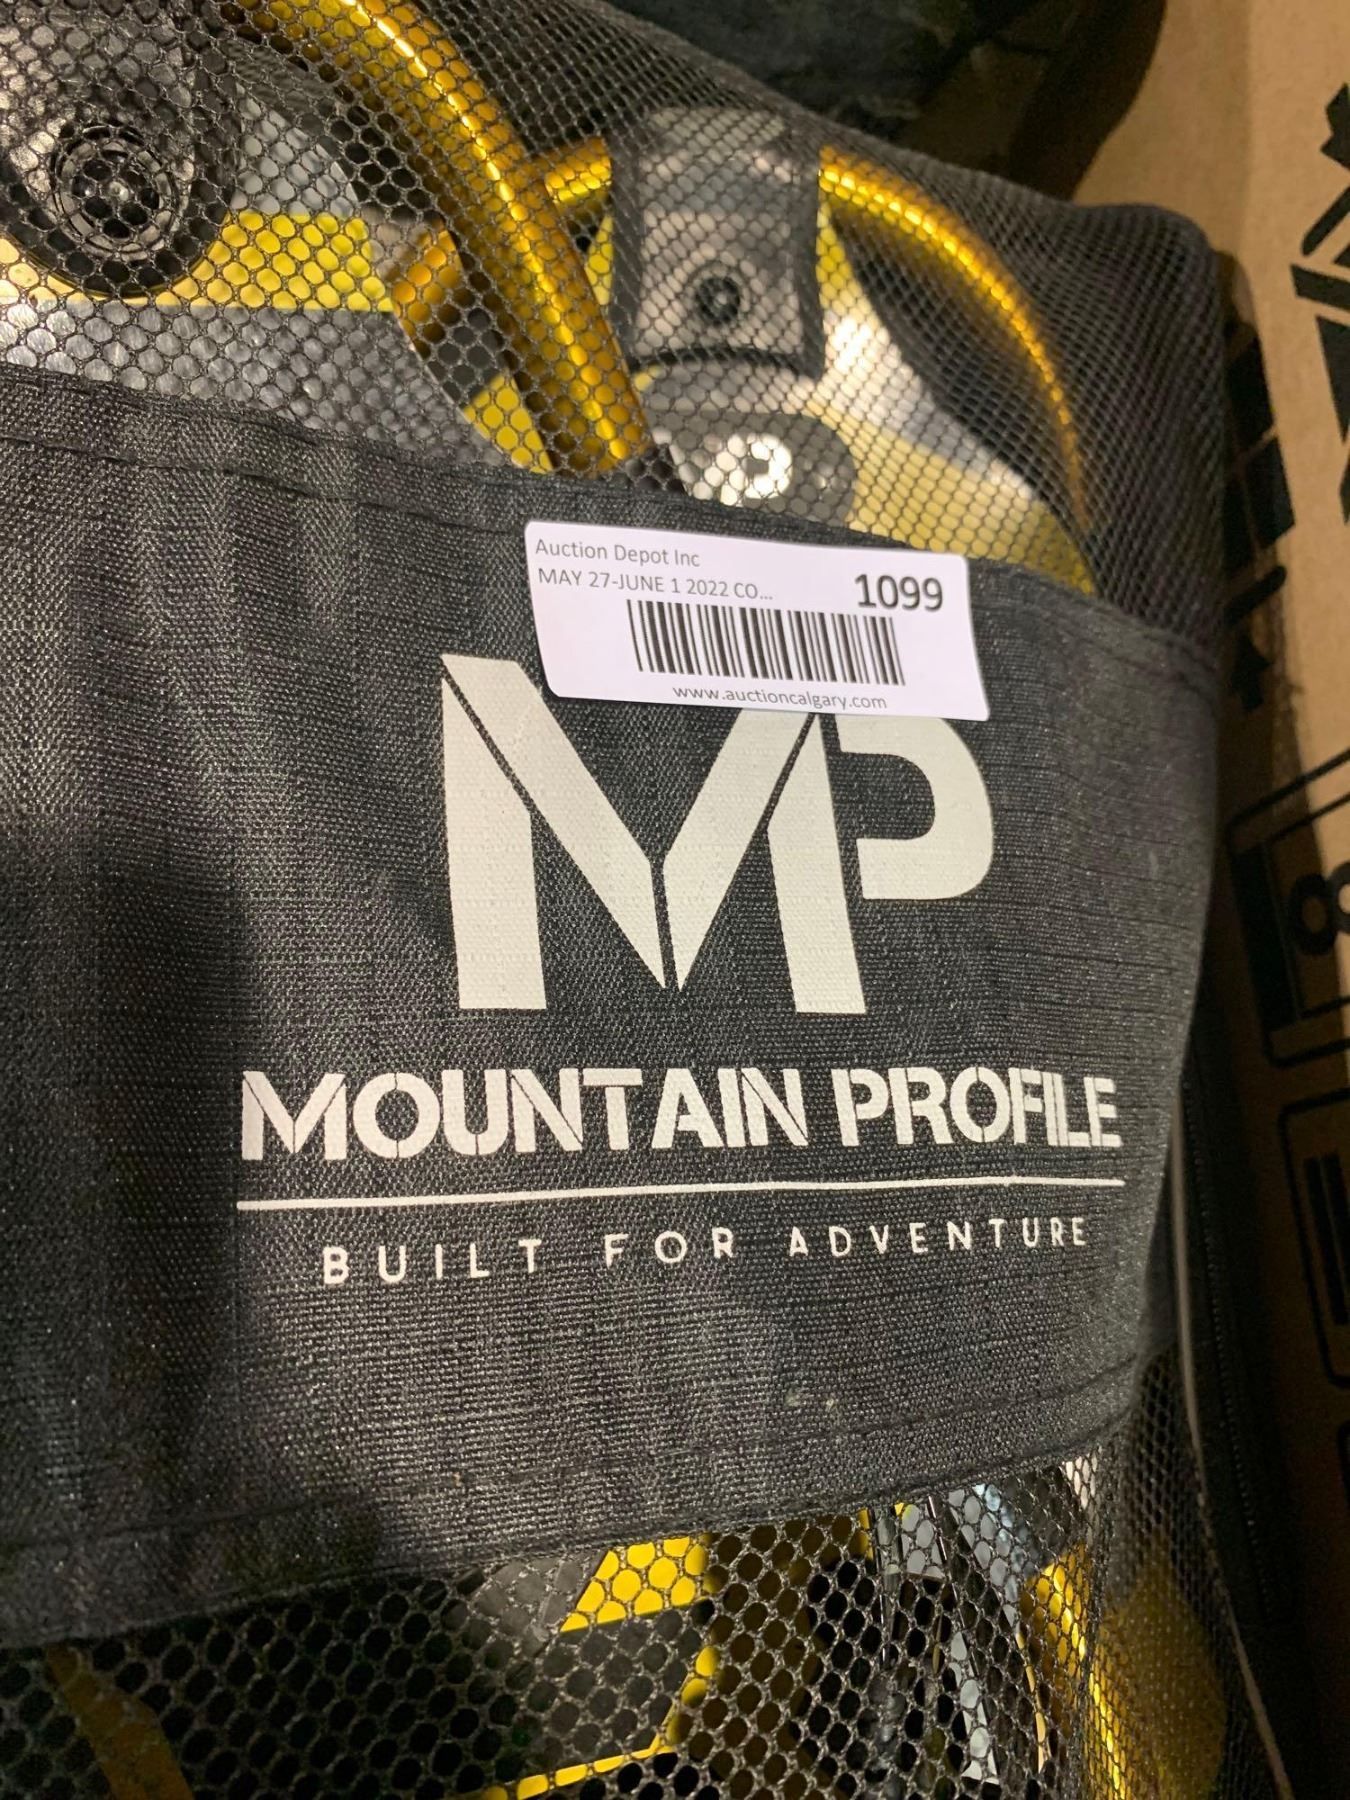 MP
Auction Depot Inc
MAY 27-JUNE 1 2022 CO...
1099
www.auctioncalgary.com
MP
MOUNTAIN PROFILE
BUILT FOR ADVENTURE